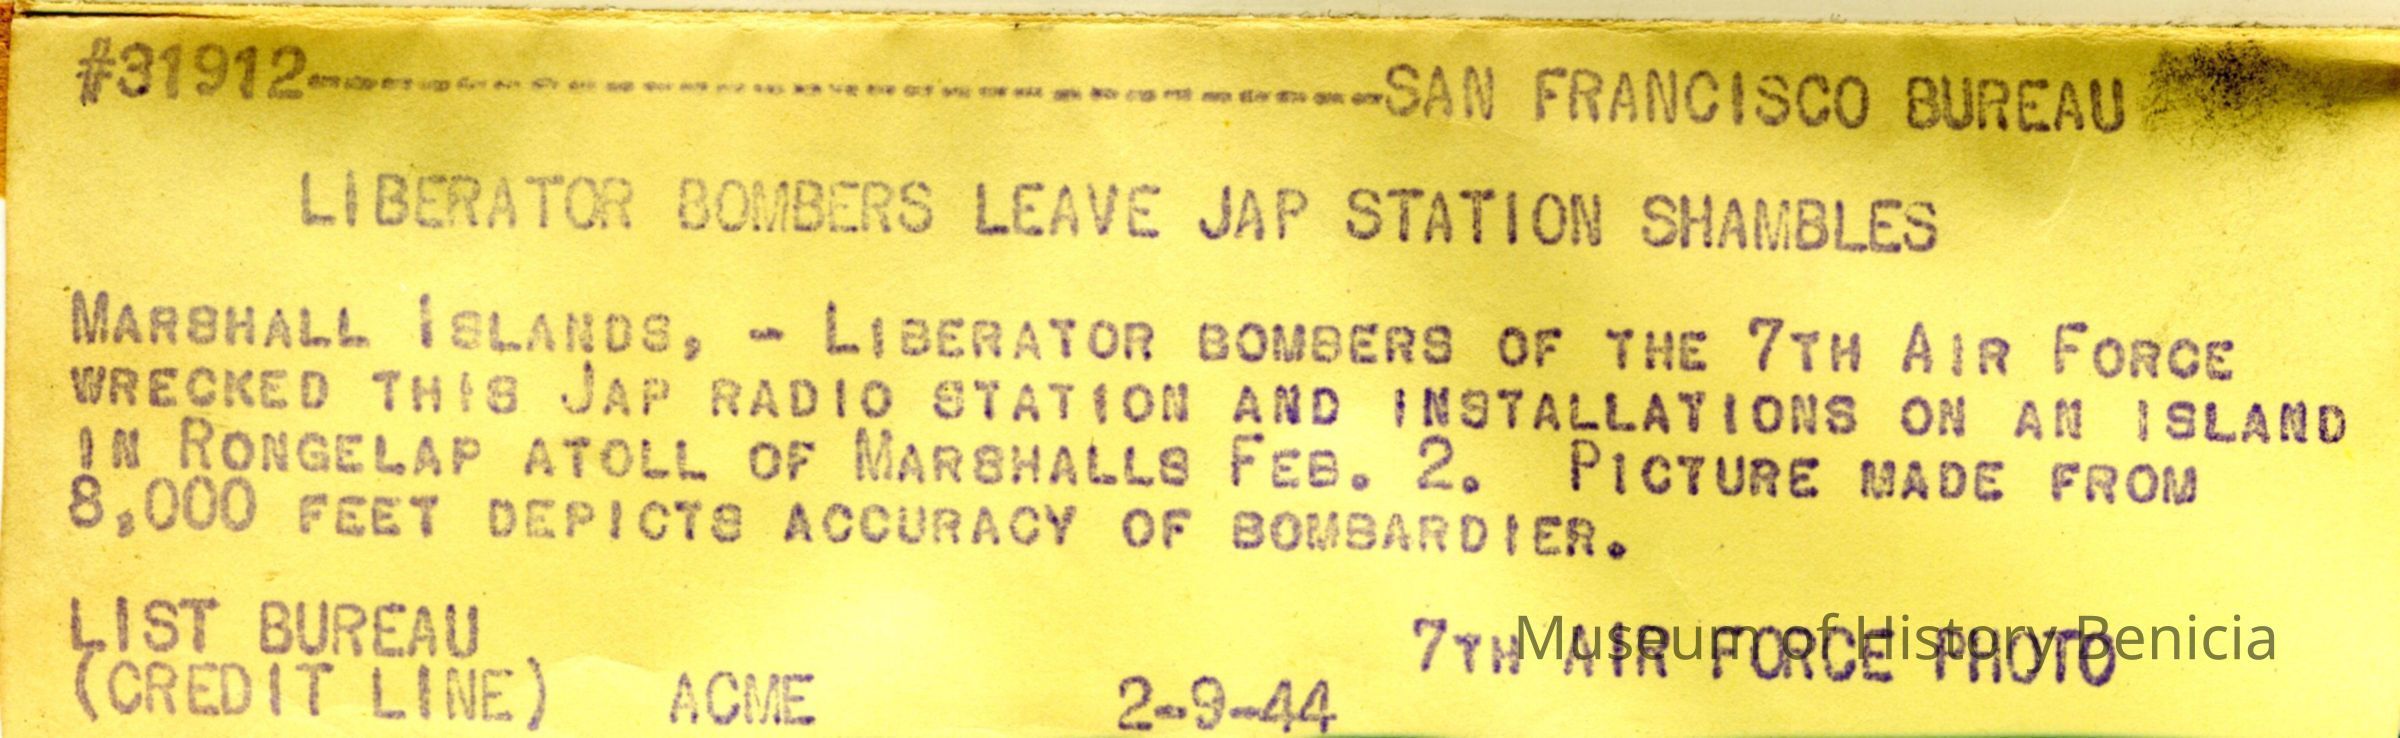 #31912-------------------------------------SAN FRANCISCO BUREAU
LIBERATOR BOMBERS LEAVE JAP STATION SHAMBLES
MARSHALL ISLANDS, - LIBERATOR BOMBERS OF THE 7TH AIR FORCE
WRECKED THIS JAP RADIO STATION AND INSTALLATIONS ON AN ISLAND
IN RONGELAP ATOLL OF MARSHALLS FEB. 2. PICTURE MADE FROM
8,000 FEET DEPICTS ACCURACY OF BOMBARDIER.
LIST BUREAU
7TH AIR FORCE PHOTO
Museum of History Benicia
(CREDIT LINE) ACME 2-9-44